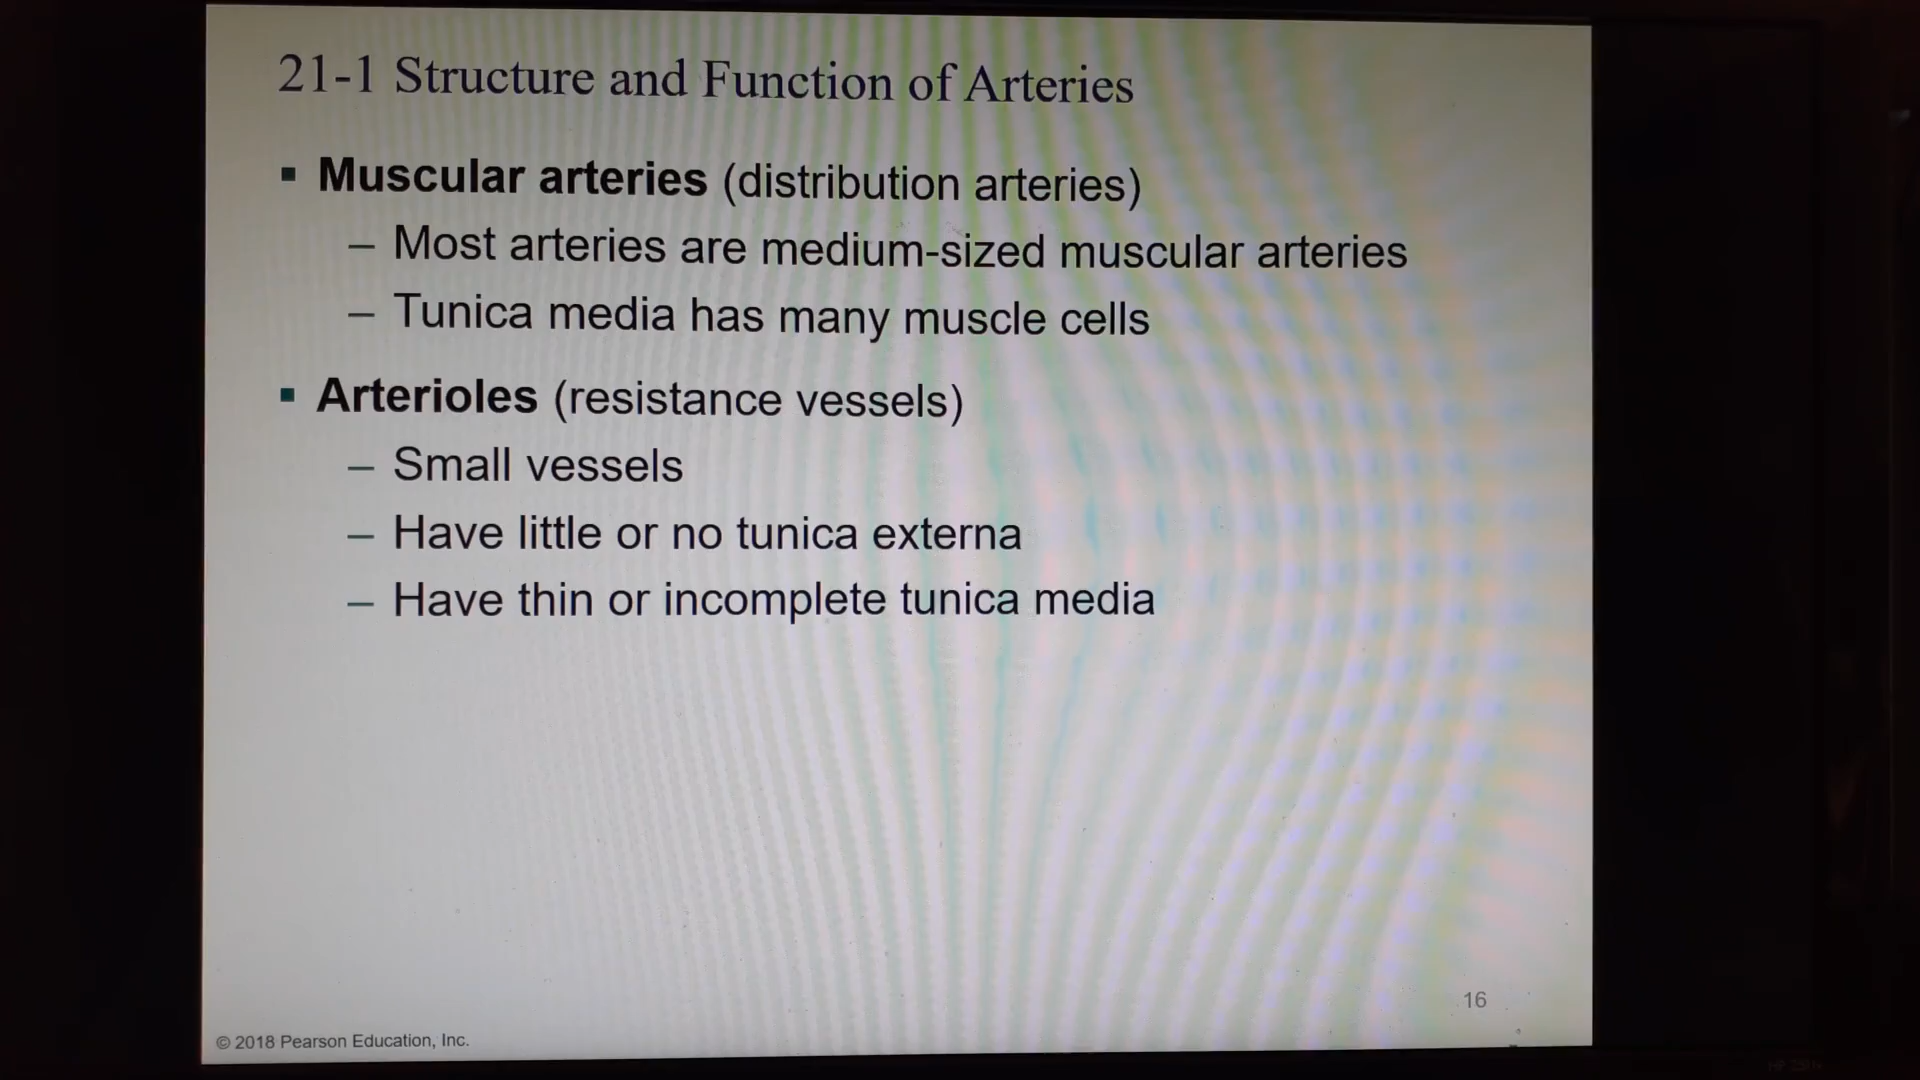 21-1 Structure and Function of Arteries
▪ Muscular arteries (distribution arteries)
– Most arteries are medium-sized muscular arteries
– Tunica media has many muscle cells
▪ Arterioles (resistance vessels)
– Small vessels
– Have little or no tunica externa
– Have thin or incomplete tunica media
16
© 2018 Pearson Education, Inc.